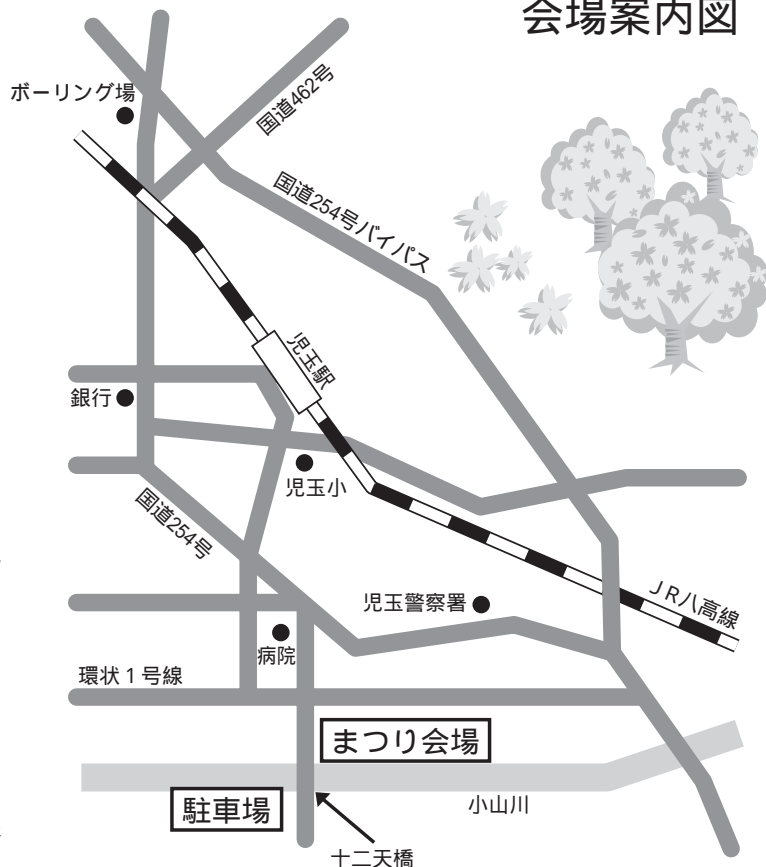 会場案内図
ボーリング場
国道462号
国道254号バイパス
児玉駅
銀行
児玉小
国道254号
児玉警察署
JR八高線
病院
環状1号線
まつり会場
駐車場
小山川
十二天橋